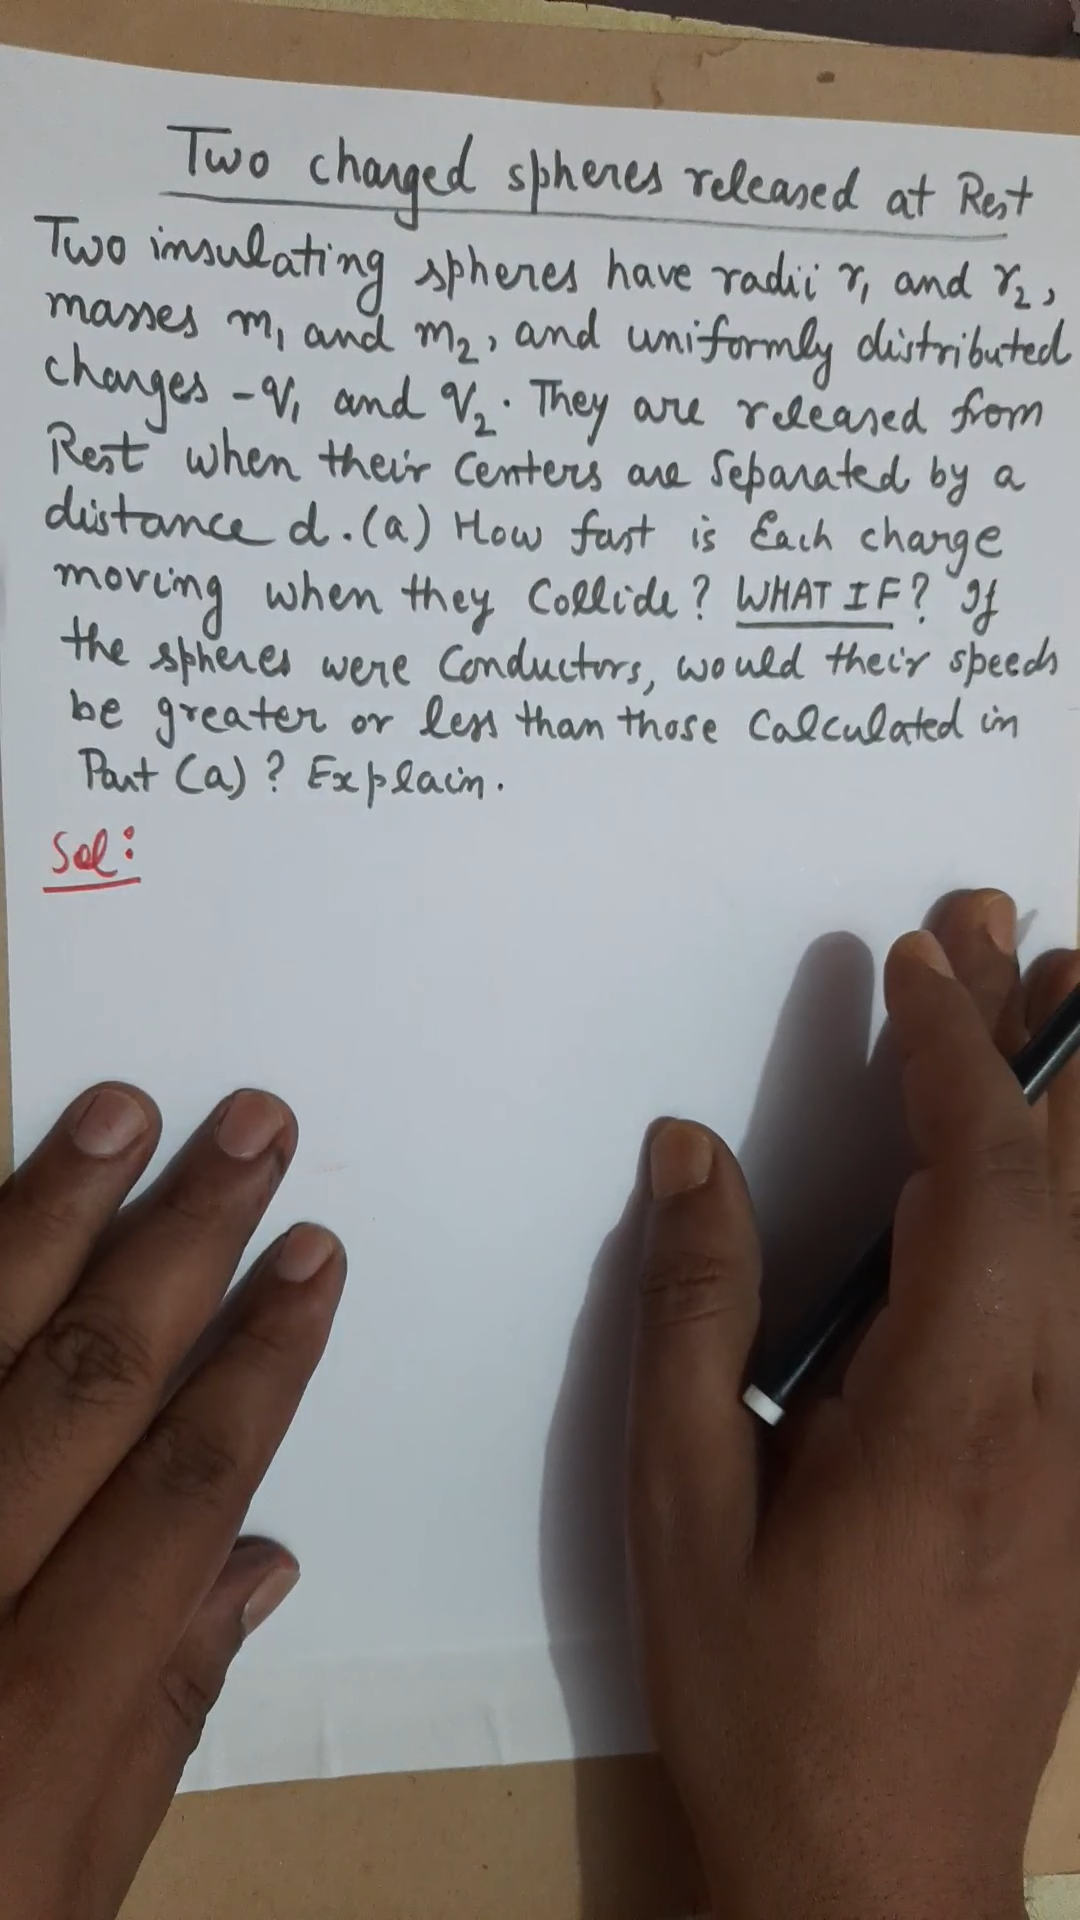 Two charged spheres released at Rest
Two insulating spheres have radii r₁ and r₂,
masses m₁ and m₂, and uniformly distributed
charges -q₁ and q₂. They are released from
Rest when their Centers are Separated by a
distance d. (a) How fast is Each charge
moving when they Collide? WHAT IF? If
the spheres were Conductors, would their speeds
be greater or less than those Calculated in
Part (a)? Explain.
Sol: